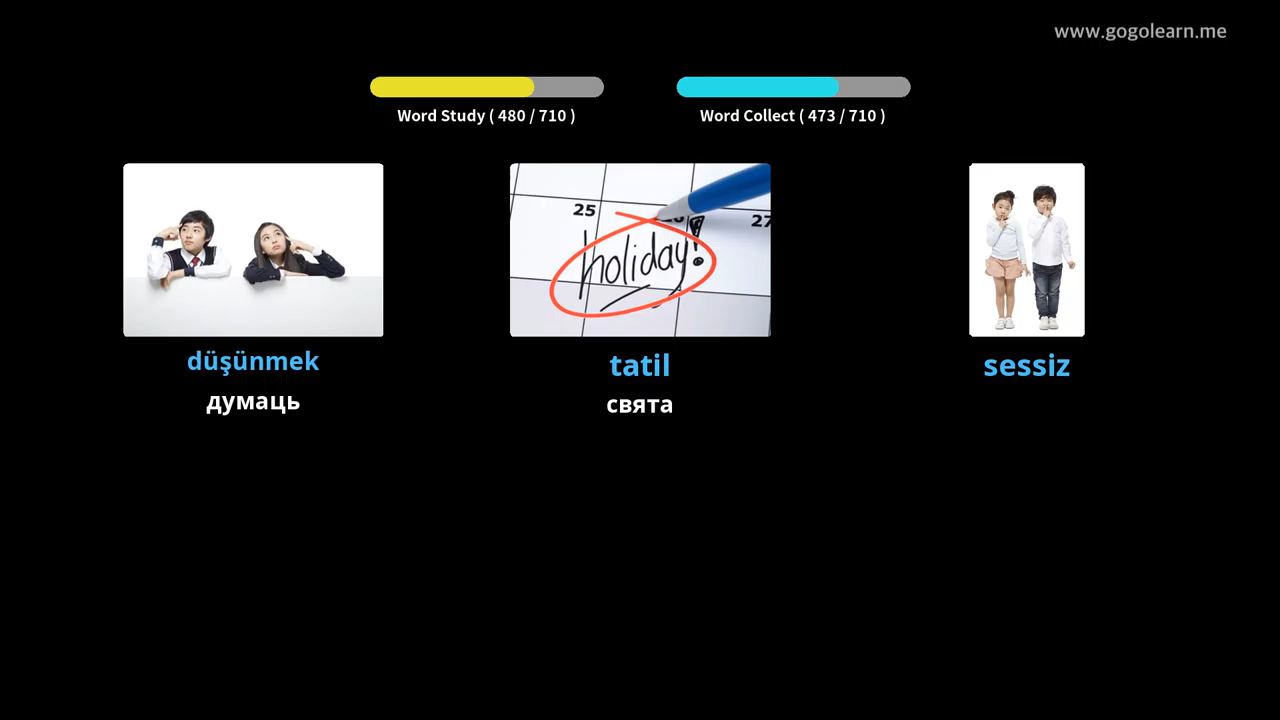 www.gogolearn.me
Word Study ( 480 / 710 )
Word Collect ( 473 / 710 )
25
27
holiday!
düşünmek
tatil
sessiz
думаць
свята